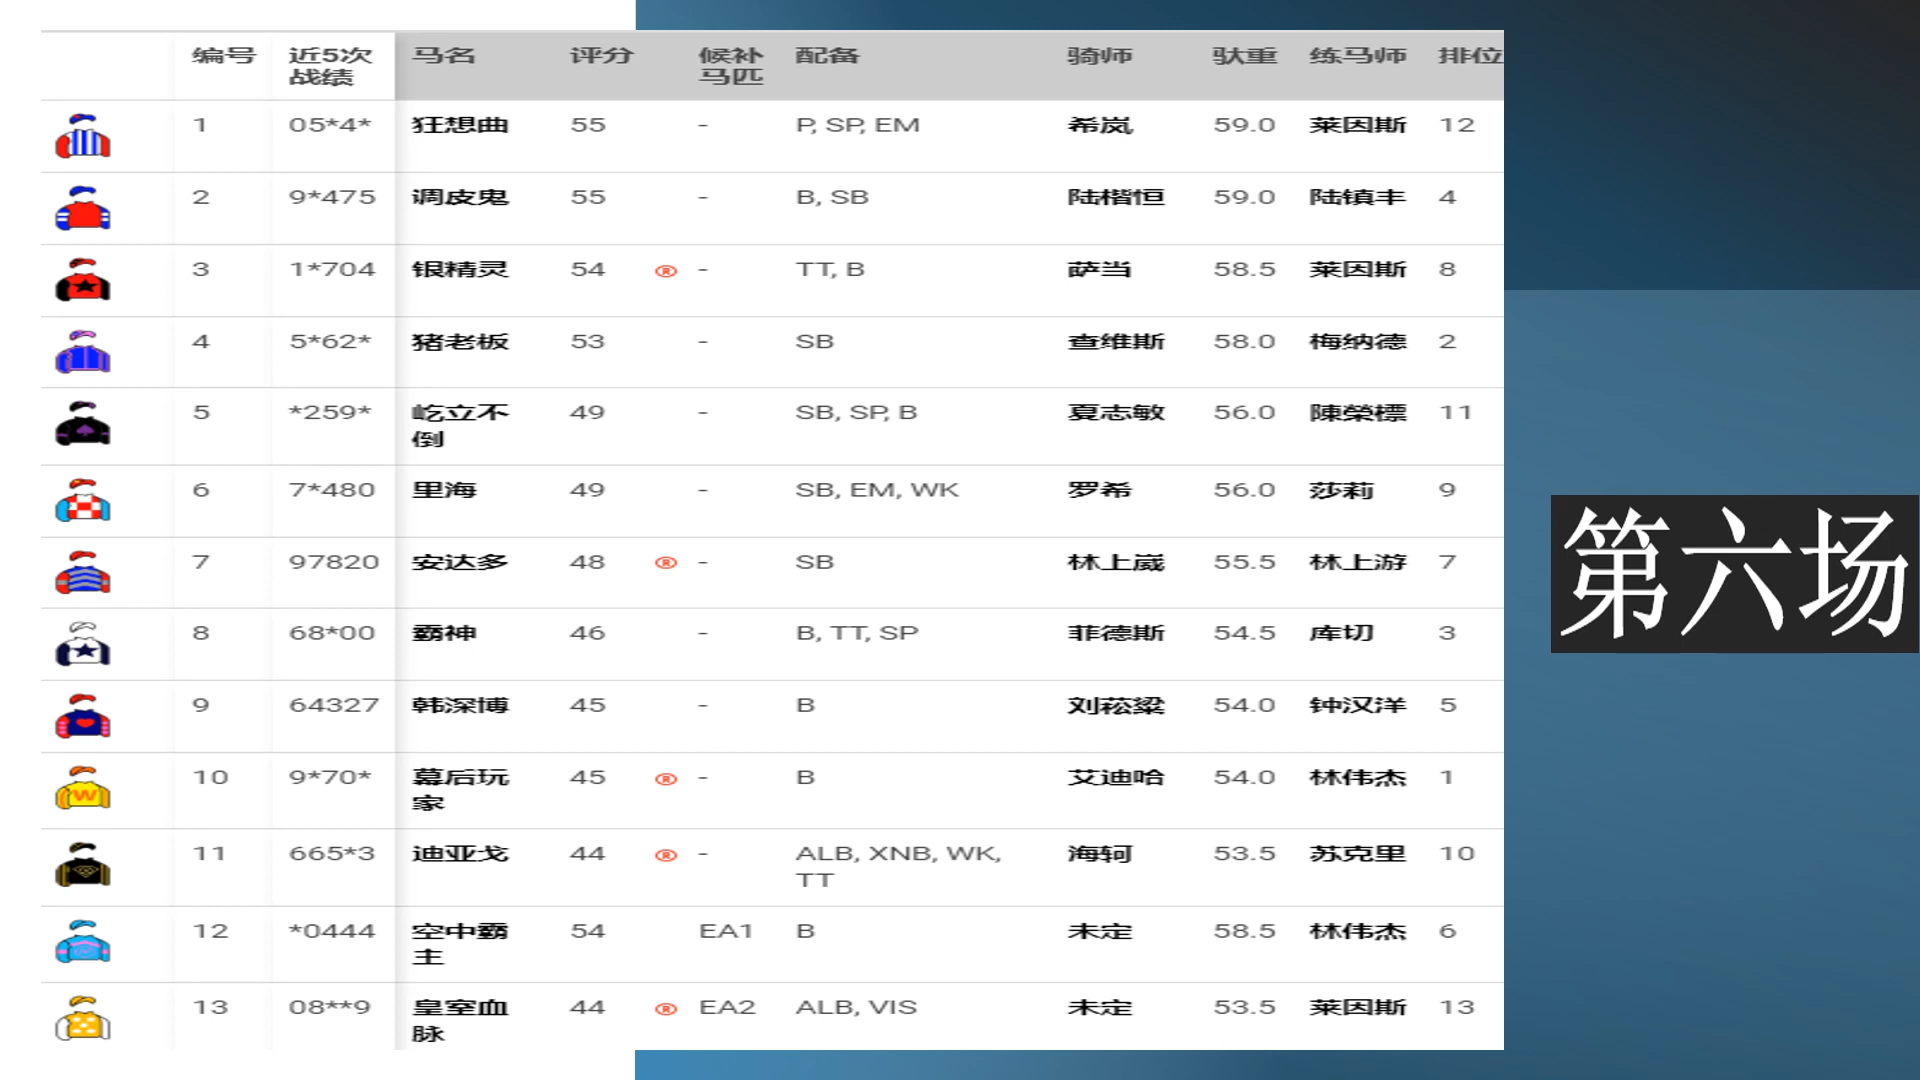 编号 近5次 马名 评分 候补 配备 骑师 驮重 练马师 排位
战绩 马匹
1 05*4* 狂想曲 55 - P, SP, EM 希岚 59.0 莱因斯 12
2 9*475 调皮鬼 55 - B, SB 陆楷恒 59.0 陆镇丰 4
3 1*704 银精灵 54 ® - TT, B 萨当 58.5 莱因斯 8
4 5*62* 猪老板 53 - SB 查维斯 58.0 梅纳德 2
5 *259* 屹立不 49 - SB, SP, B 夏志敏 56.0 陳榮標 11
倒
6 7*480 里海 49 - SB, EM, WK 罗希 56.0 莎莉 9
7 97820 安达多 48 ® - SB 林上崴 55.5 林上游 7
8 68*00 霸神 46 - B, TT, SP 菲德斯 54.5 库切 3
9 64327 韩深博 45 - B 刘菘粱 54.0 钟汉洋 5
10 9*70* 幕后玩 45 ® - B 艾迪哈 54.0 林伟杰 1
家
11 665*3 迪亚戈 44 ® - ALB, XNB, WK, 海轲 53.5 苏克里 10
TT
12 *0444 空中霸 54 EA1 B 未定 58.5 林伟杰 6
主
13 08**9 皇室血 44 ® EA2 ALB, VIS 未定 53.5 莱因斯 13
脉
第六场
W